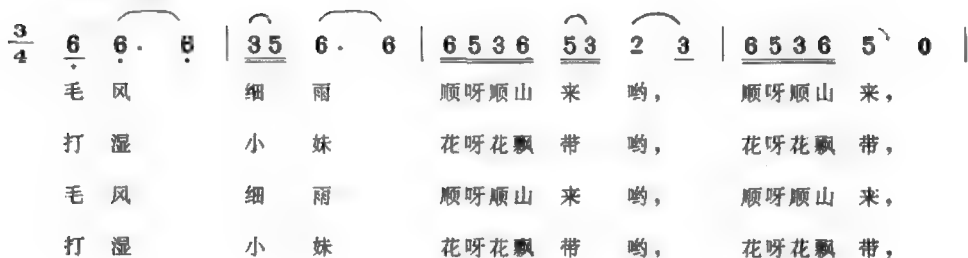 3/4 6 6 · 6 | 35 6 · 6 | 6536 53 2 3 | 6536 5 0 |
毛 风 细 雨 顺呀顺山 来 哟， 顺呀顺山 来，
打 湿 小 妹 花呀花飘 带 哟， 花呀花飘 带，
毛 风 细 雨 顺呀顺山 来 哟， 顺呀顺山 来，
打 湿 小 妹 花呀花飘 带 哟， 花呀花飘 带，